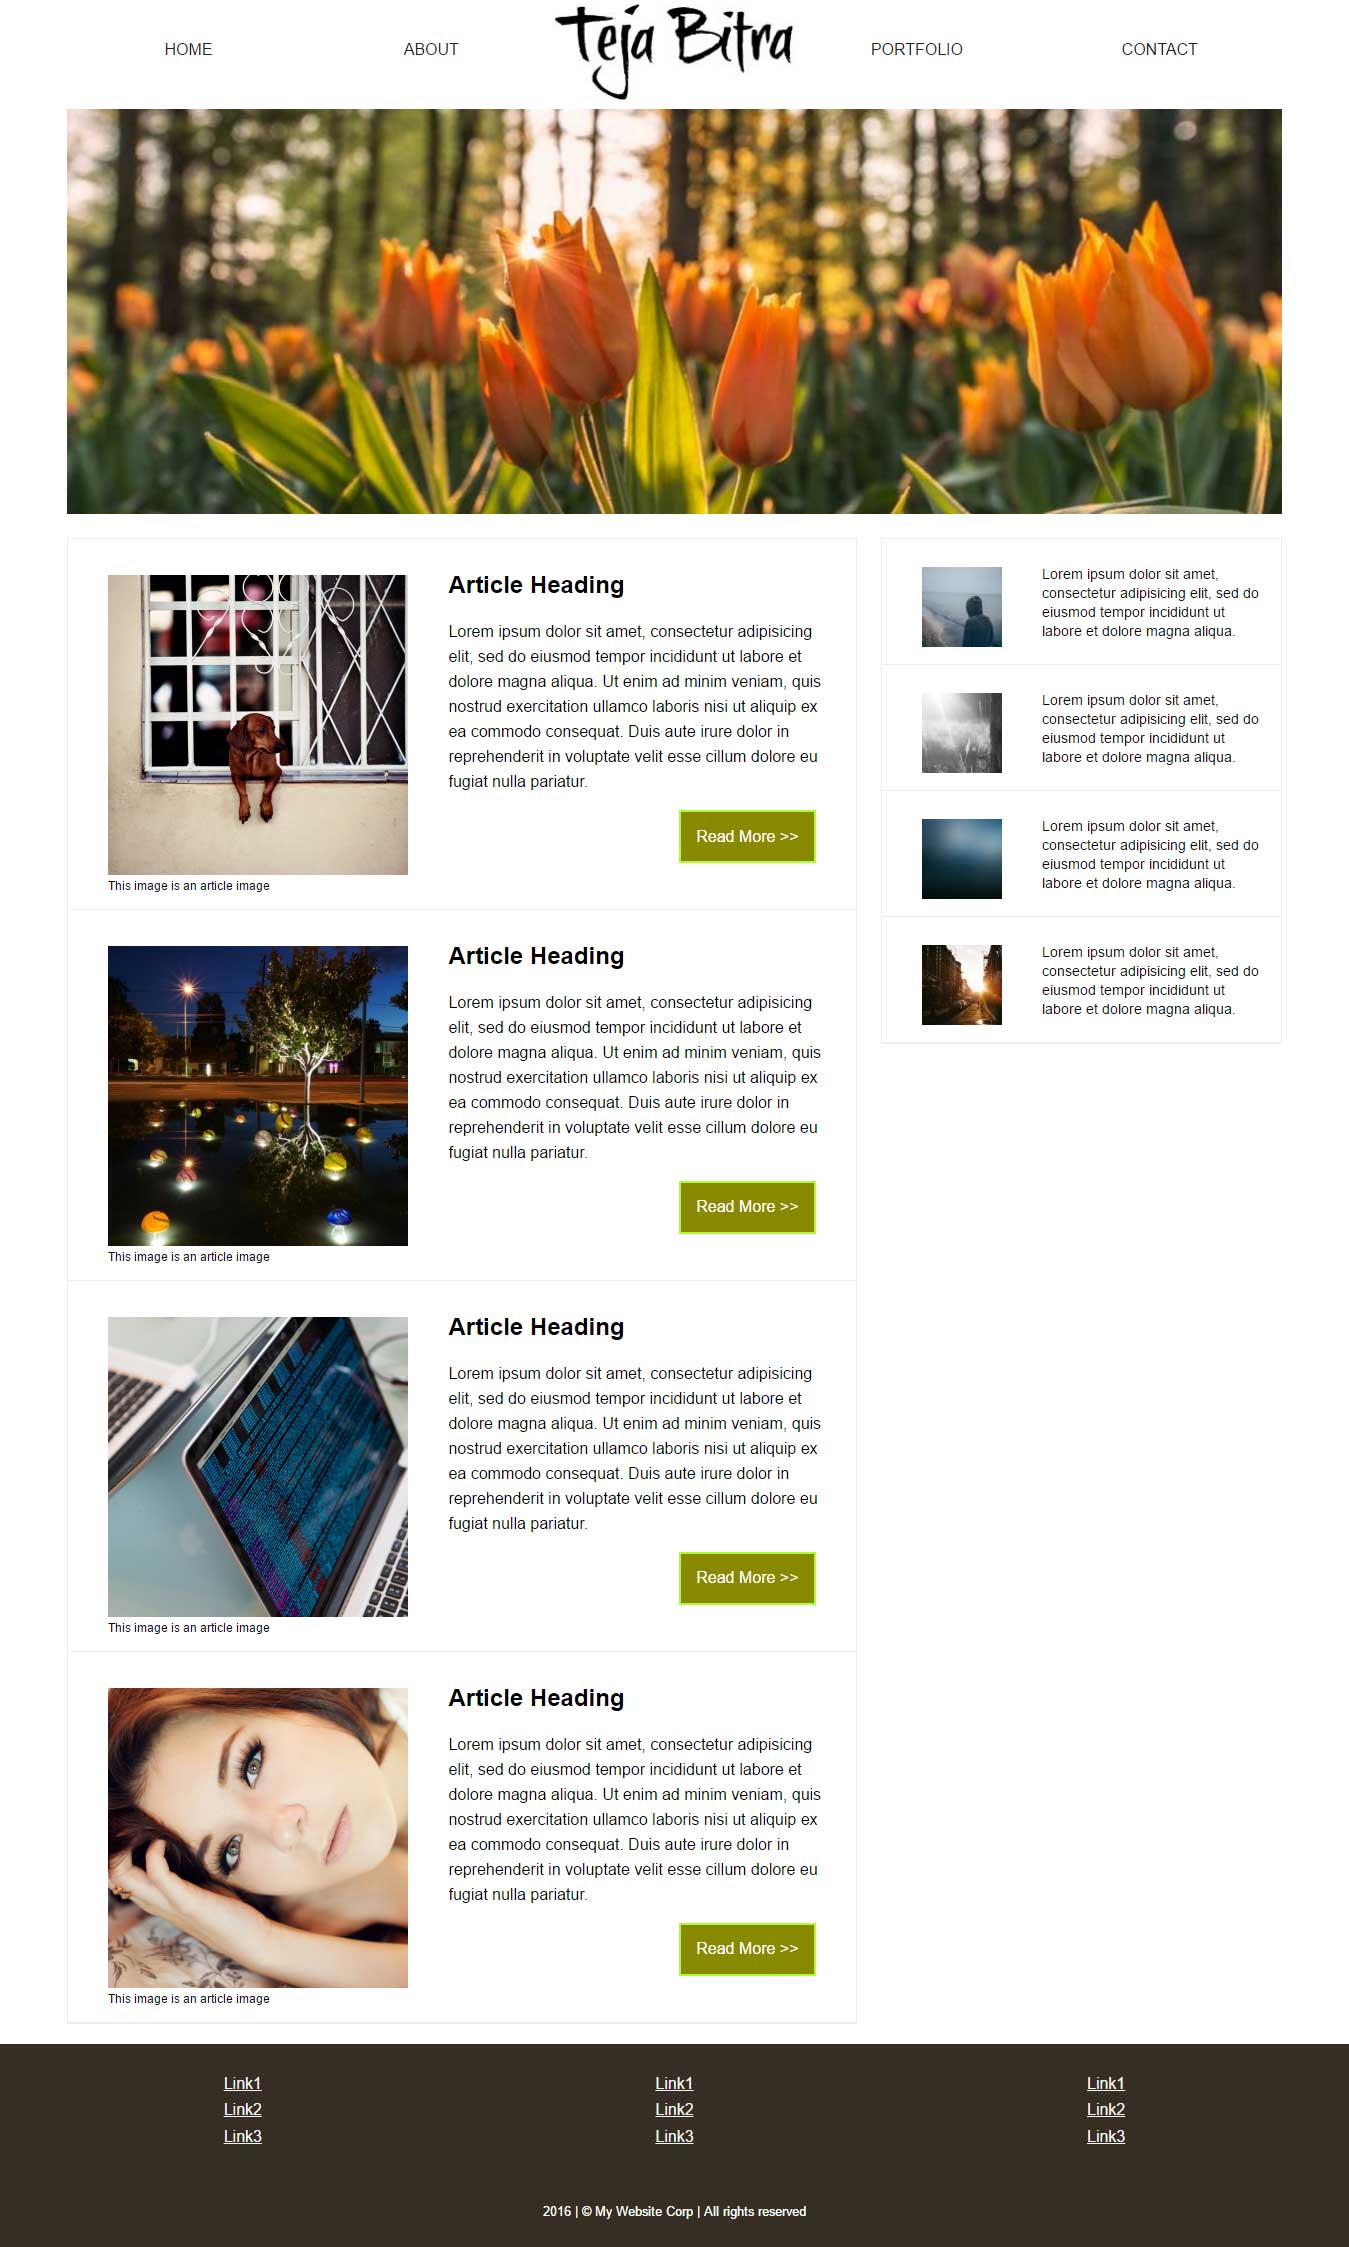 HOME
ABOUT
Teja Bitra
PORTFOLIO
CONTACT
Article Heading
Lorem ipsum dolor sit amet, consectetur adipisicing
elit, sed do eiusmod tempor incididunt ut labore et
dolore magna aliqua. Ut enim ad minim veniam, quis
nostrud exercitation ullamco laboris nisi ut aliquip ex
ea commodo consequat. Duis aute irure dolor in
reprehenderit in voluptate velit esse cillum dolore eu
fugiat nulla pariatur.
Read More >>
This image is an article image
Article Heading
Lorem ipsum dolor sit amet, consectetur adipisicing
elit, sed do eiusmod tempor incididunt ut labore et
dolore magna aliqua. Ut enim ad minim veniam, quis
nostrud exercitation ullamco laboris nisi ut aliquip ex
ea commodo consequat. Duis aute irure dolor in
reprehenderit in voluptate velit esse cillum dolore eu
fugiat nulla pariatur.
Read More >>
This image is an article image
Article Heading
Lorem ipsum dolor sit amet, consectetur adipisicing
elit, sed do eiusmod tempor incididunt ut labore et
dolore magna aliqua. Ut enim ad minim veniam, quis
nostrud exercitation ullamco laboris nisi ut aliquip ex
ea commodo consequat. Duis aute irure dolor in
reprehenderit in voluptate velit esse cillum dolore eu
fugiat nulla pariatur.
Read More >>
This image is an article image
Article Heading
Lorem ipsum dolor sit amet, consectetur adipisicing
elit, sed do eiusmod tempor incididunt ut labore et
dolore magna aliqua. Ut enim ad minim veniam, quis
nostrud exercitation ullamco laboris nisi ut aliquip ex
ea commodo consequat. Duis aute irure dolor in
reprehenderit in voluptate velit esse cillum dolore eu
fugiat nulla pariatur.
Read More >>
This image is an article image
Lorem ipsum dolor sit amet,
consectetur adipisicing elit, sed do
eiusmod tempor incididunt ut
labore et dolore magna aliqua.
Lorem ipsum dolor sit amet,
consectetur adipisicing elit, sed do
eiusmod tempor incididunt ut
labore et dolore magna aliqua.
Lorem ipsum dolor sit amet,
consectetur adipisicing elit, sed do
eiusmod tempor incididunt ut
labore et dolore magna aliqua.
Lorem ipsum dolor sit amet,
consectetur adipisicing elit, sed do
eiusmod tempor incididunt ut
labore et dolore magna aliqua.
Link1
Link2
Link3
Link1
Link2
Link3
Link1
Link2
Link3
2016 | © My Website Corp | All rights reserved